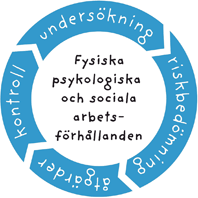 undersökning
riskbedömning
åtgärder
kontroll
Fysiska
psykologiska
och sociala
arbets-
förhållanden